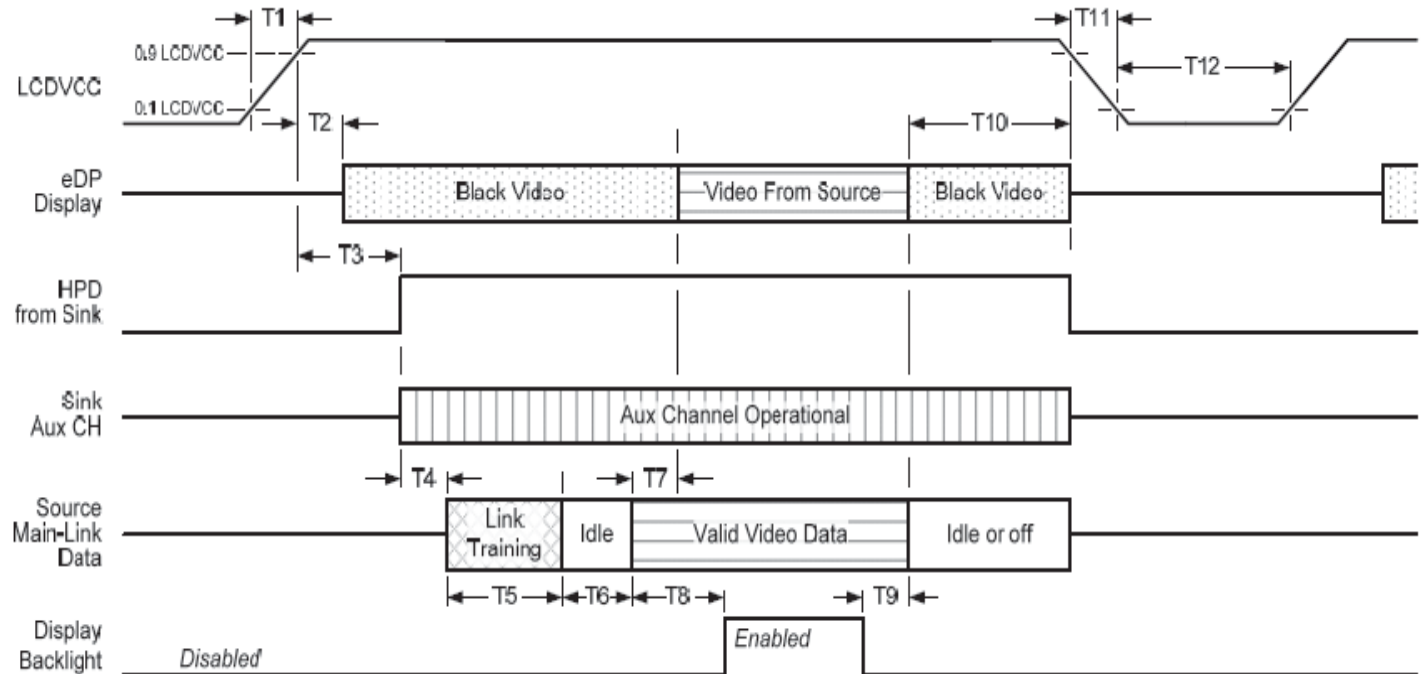 T1
T11
0.9 LCDVCC
LCDVCC
T12
0.1 LCDVCC
T2
T10
eDP
Display
Black Video
Video From Source
Black Video
T3
HPD
from Sink
Sink
Aux CH
Aux Channel Operational
T4
T7
Source
Main-Link
Data
Link
Training
Idle
Valid Video Data
Idle or off
T5
T6
T8
T9
Display
Backlight
Disabled
Enabled